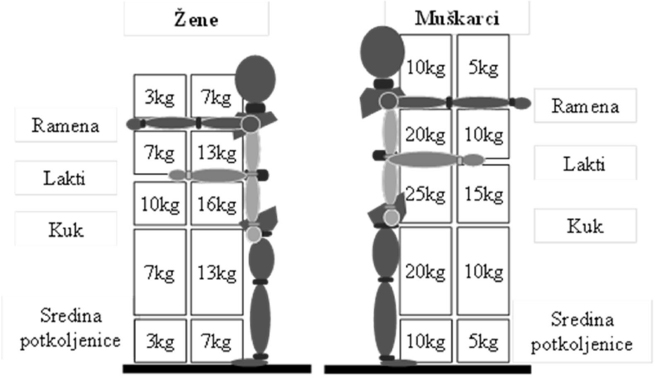 Žene
3kg 7kg
Ramena
7kg 13kg
Lakti
10kg 16kg
Kuk
7kg 13kg
Sredina
potkoljenice
3kg 7kg
Muškarci
10kg 5kg
Ramena
20kg 10kg
Lakti
25kg 15kg
Kuk
20kg 10kg
Sredina
potkoljenice
10kg 5kg